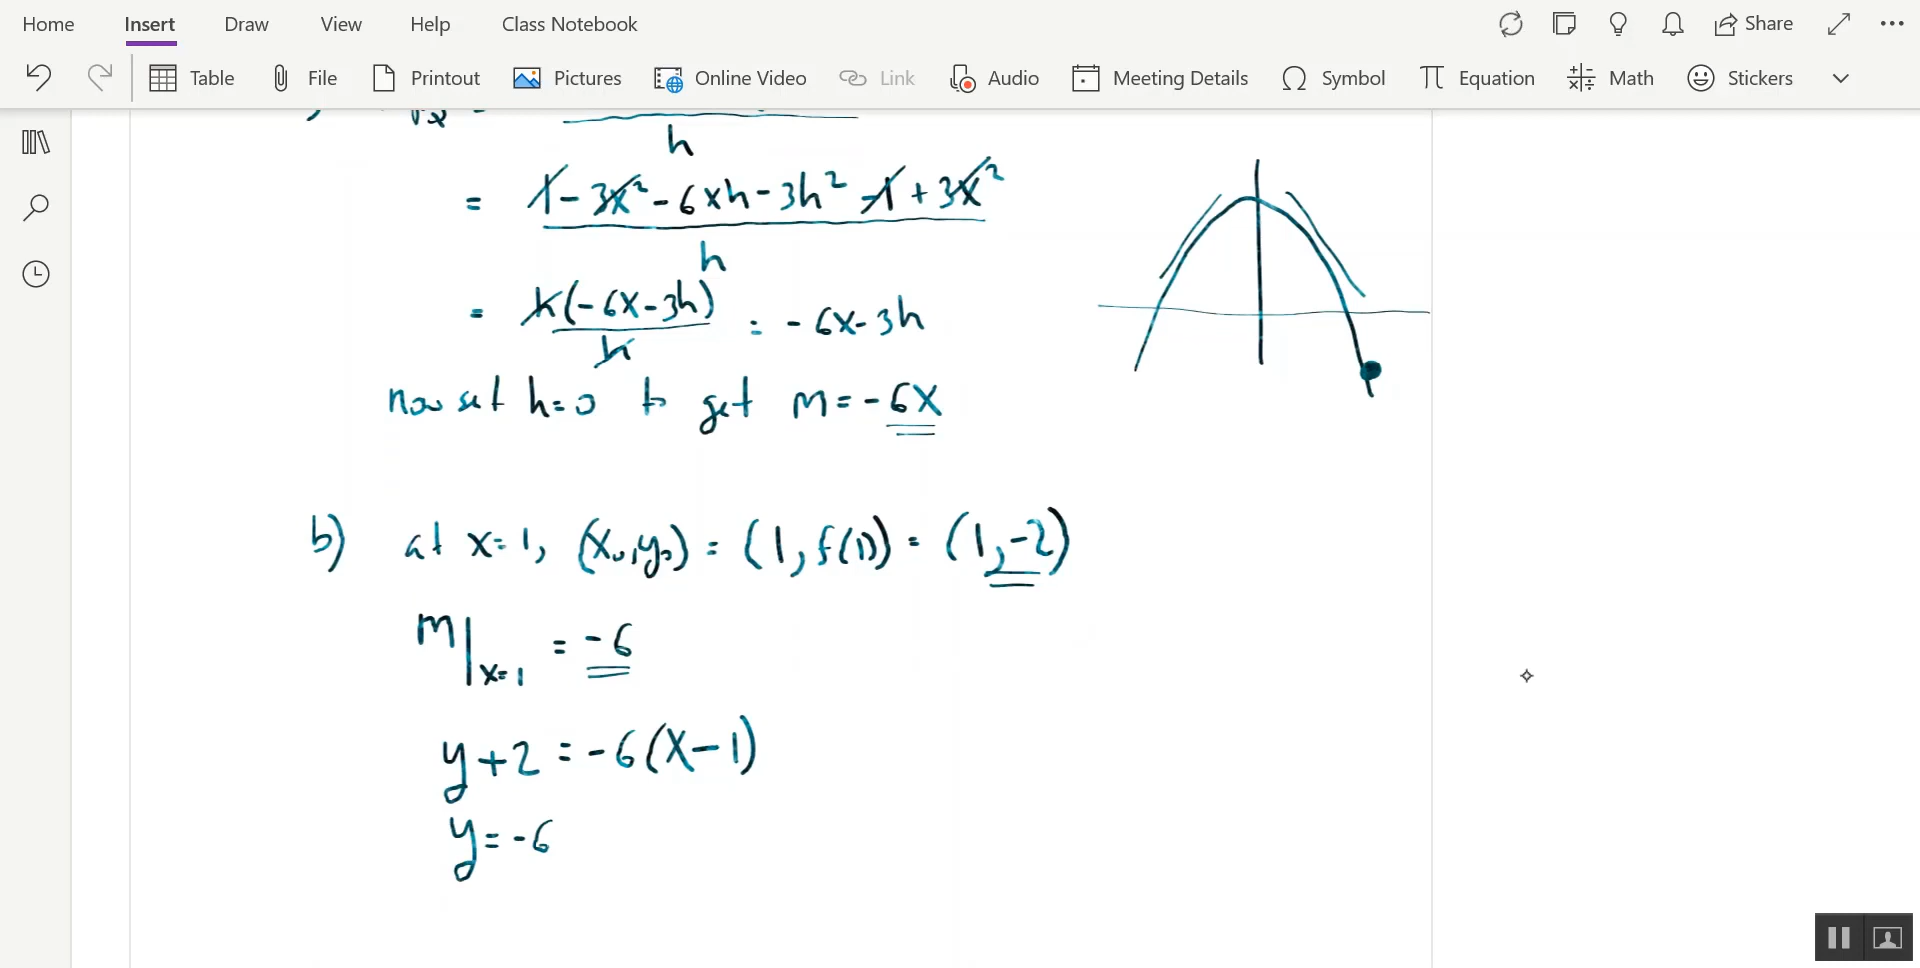 Home Insert Draw View Help Class Notebook Share
Table File Printout Pictures Online Video Link Audio Meeting Details Symbol Equation Math Stickers
h
= 1 - 3x² - 6xh - 3h² - 1 + 3x²
h
= h(-6x - 3h) = -6x - 3h
h
now set h=0 to get m = -6x
b) at x=1, (x₀,y₀) = (1, f(1)) = (1,-2)
m|x=1 = -6
y+2 = -6(x-1)
y = -6